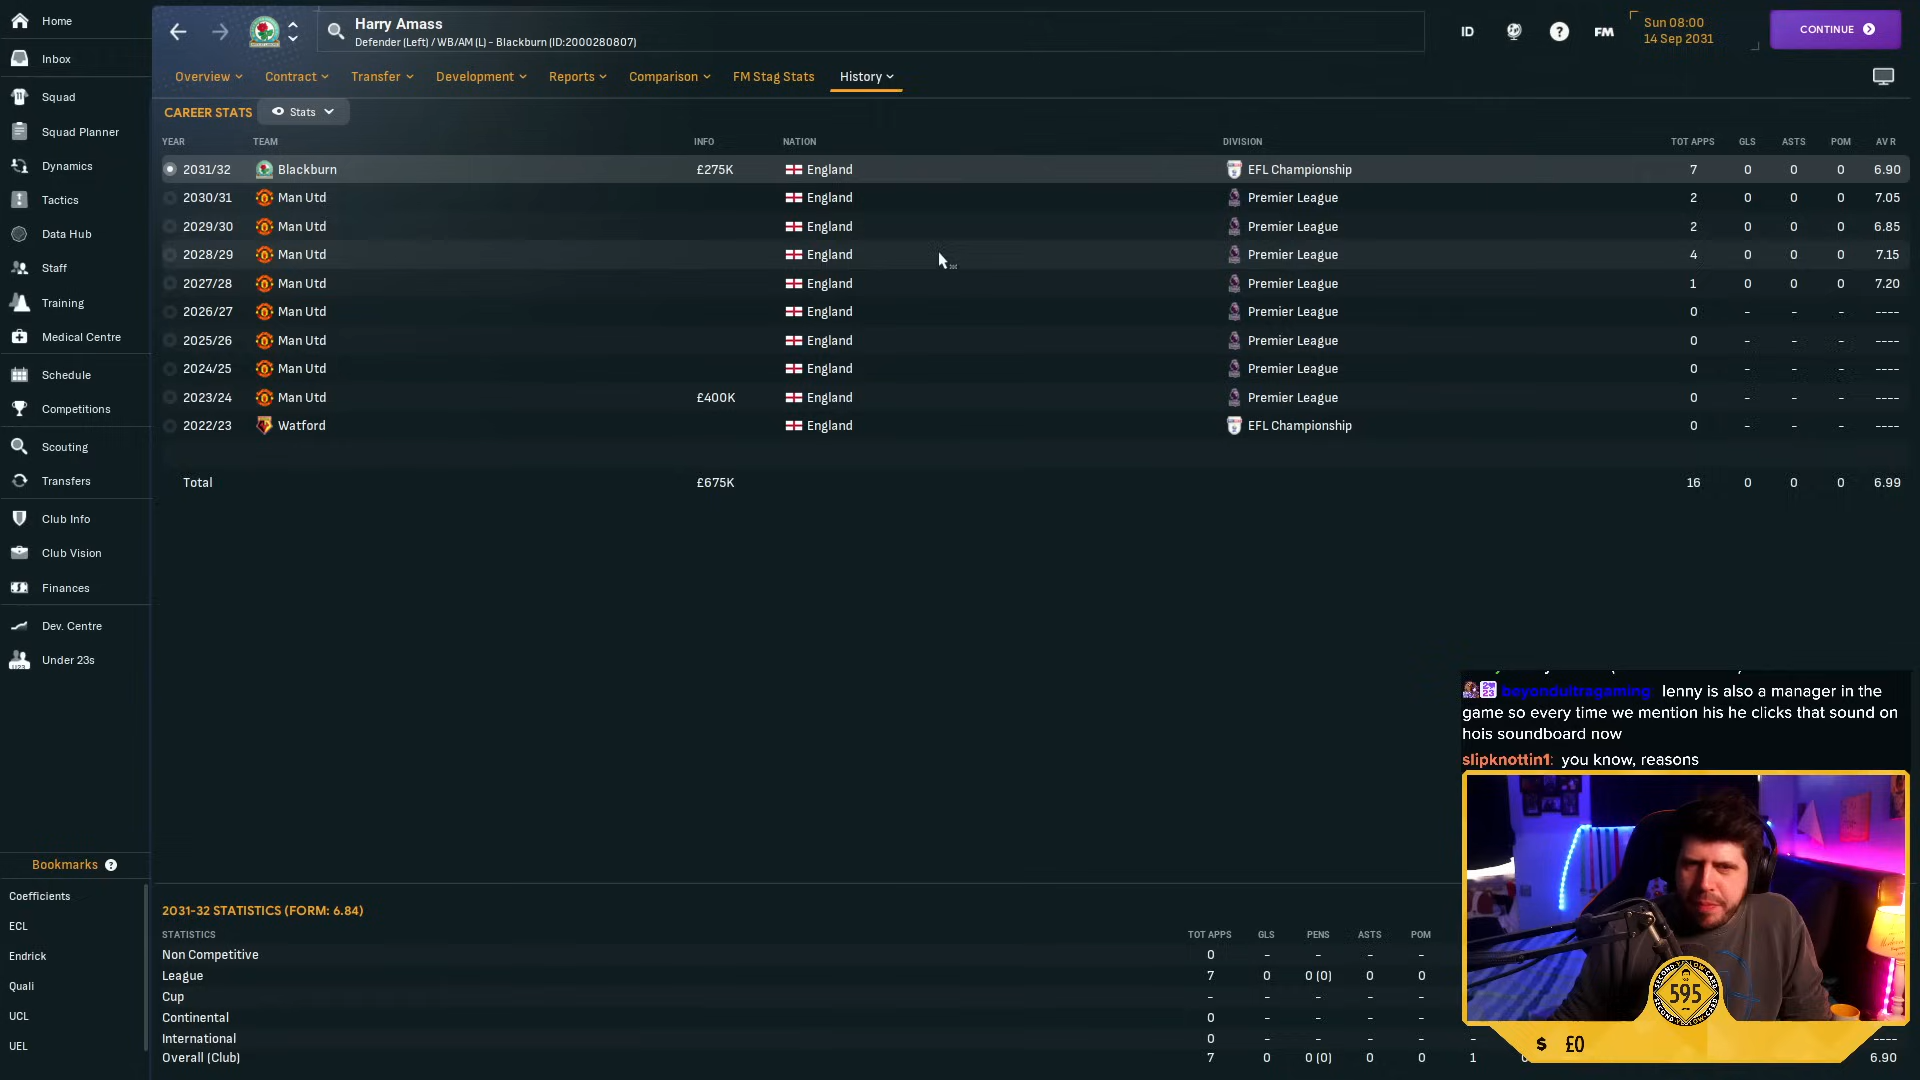 Home
Inbox
Squad
Squad Planner
Dynamics
Tactics
Data Hub
Staff
Training
Medical Centre
Schedule
Competitions
Scouting
Transfers
Club Info
Club Vision
Finances
Dev. Centre
Under 23s
Bookmarks ?
Coefficients
ECL
Endrick
Quali
UCL
UEL
Harry Amass
Defender (Left) / WB/AM (L) - Blackburn (ID:2000280807)
ID ? FM
Sun 08:00
14 Sep 2031
CONTINUE
Overview Contract Transfer Development Reports Comparison FM Stag Stats History
CAREER STATS Stats
YEAR TEAM INFO NATION DIVISION TOT APPS GLS ASTS POM AV R
2031/32 Blackburn £275K England EFL Championship 7 0 0 0 6.90
2030/31 Man Utd England Premier League 2 0 0 0 7.05
2029/30 Man Utd England Premier League 2 0 0 0 6.85
2028/29 Man Utd England Premier League 4 0 0 0 7.15
2027/28 Man Utd England Premier League 1 0 0 0 7.20
2026/27 Man Utd England Premier League 0 - - - ----
2025/26 Man Utd England Premier League 0 - - - ----
2024/25 Man Utd England Premier League 0 - - - ----
2023/24 Man Utd £400K England Premier League 0 - - - ----
2022/23 Watford England EFL Championship 0 - - - ----
Total £675K 16 0 0 0 6.99
2031-32 STATISTICS (FORM: 6.84)
STATISTICS TOT APPS GLS PENS ASTS POM
Non Competitive 0 - - - -
League 7 0 0 (0) 0 0
Cup - - - - -
Continental 0 - - - -
International 0 - - - - - ----
Overall (Club) 7 0 0 (0) 0 0 1 6.90
beyondultragaming lenny is also a manager in the
game so every time we mention his he clicks that sound on
hois soundboard now
slipknottin1: you know, reasons
595
$ £0